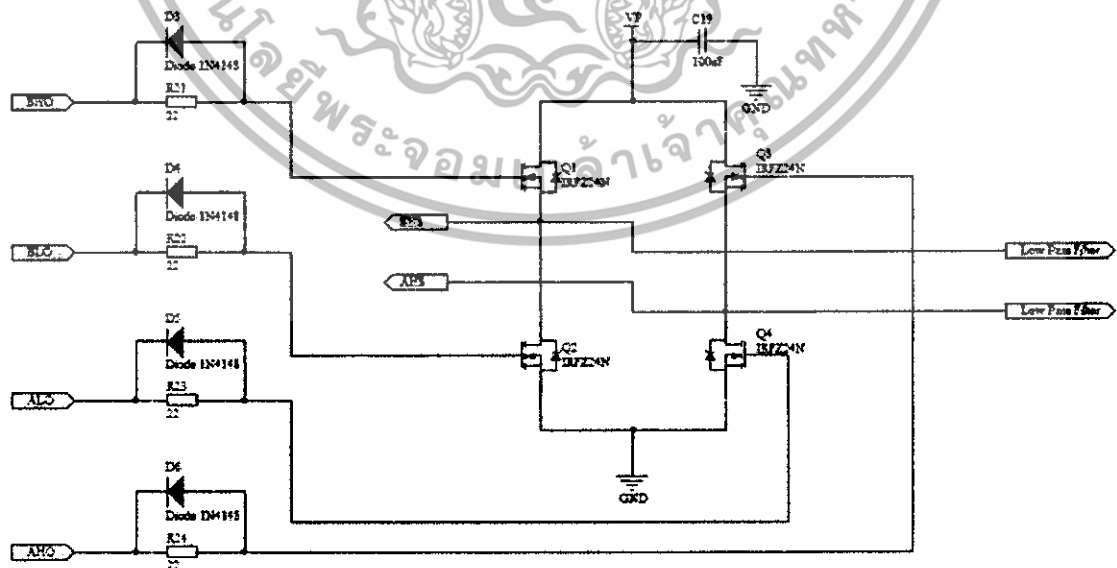 D3
Diode 1N4148
R21
22
BHO
D4
Diode 1N4148
R22
22
BLO
D5
Diode 1N4148
R23
22
ALO
D6
Diode 1N4148
R24
22
AHO
VP
C19
GND
Q1
IRFZ24N
Q3
IRFZ24N
AHS
Low Pass Filter
Low Pass Filter
Q2
IRFZ24N
Q4
IRFZ24N
GND